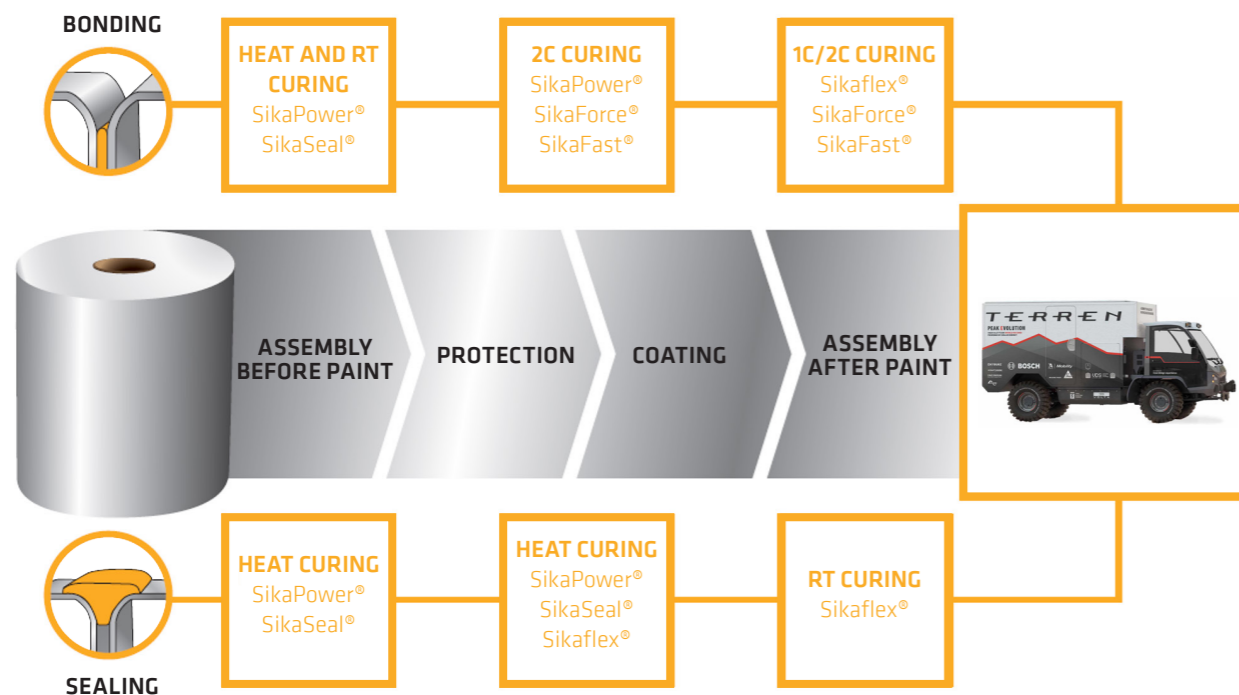 BONDING
HEAT AND RT
CURING
SikaPower®
SikaSeal®
2C CURING
SikaPower®
SikaForce®
SikaFast®
1C/2C CURING
Sikaflex®
SikaForce®
SikaFast®
ASSEMBLY
BEFORE PAINT
PROTECTION
COATING
ASSEMBLY
AFTER PAINT
TERREN
PEAK EVOLUTION
BOSCH
HEAT CURING
SikaPower®
SikaSeal®
HEAT CURING
SikaPower®
SikaSeal®
Sikaflex®
RT CURING
Sikaflex®
SEALING